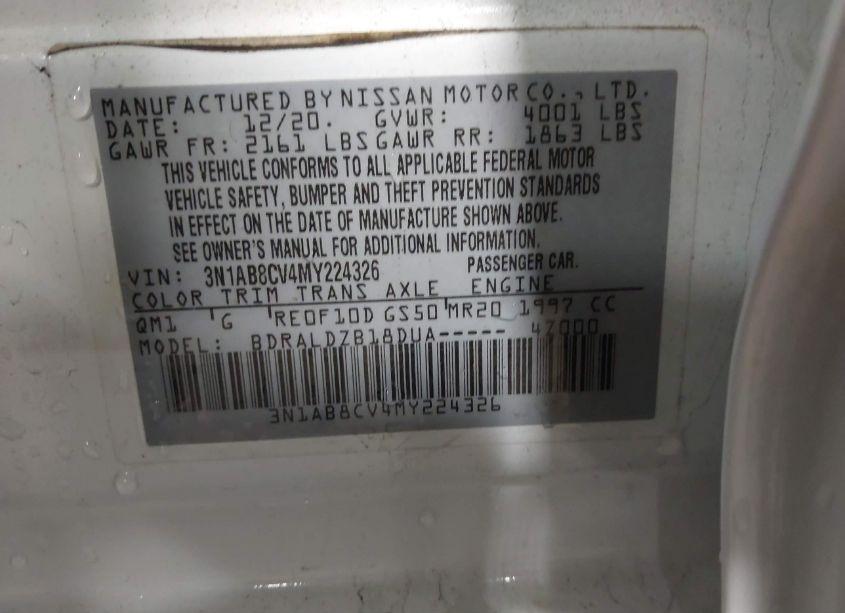 MANUFACTURED BY NISSAN MOTOR CO., LTD.
DATE: 12/20. GVWR: 4001 LBS
GAWR FR: 2161 LBS GAWR RR: 1863 LBS
THIS VEHICLE CONFORMS TO ALL APPLICABLE FEDERAL MOTOR
VEHICLE SAFETY, BUMPER AND THEFT PREVENTION STANDARDS
IN EFFECT ON THE DATE OF MANUFACTURE SHOWN ABOVE.
SEE OWNER'S MANUAL FOR ADDITIONAL INFORMATION.
VIN: 3N1AB8CV4MY224326 PASSENGER CAR.
COLOR TRIM TRANS AXLE ENGINE
QM1 G RE0F10D GS50 MR20 1997 CC
MODEL: BDRALDZB18DUA----- 47000
3N1AB8CV4MY224326